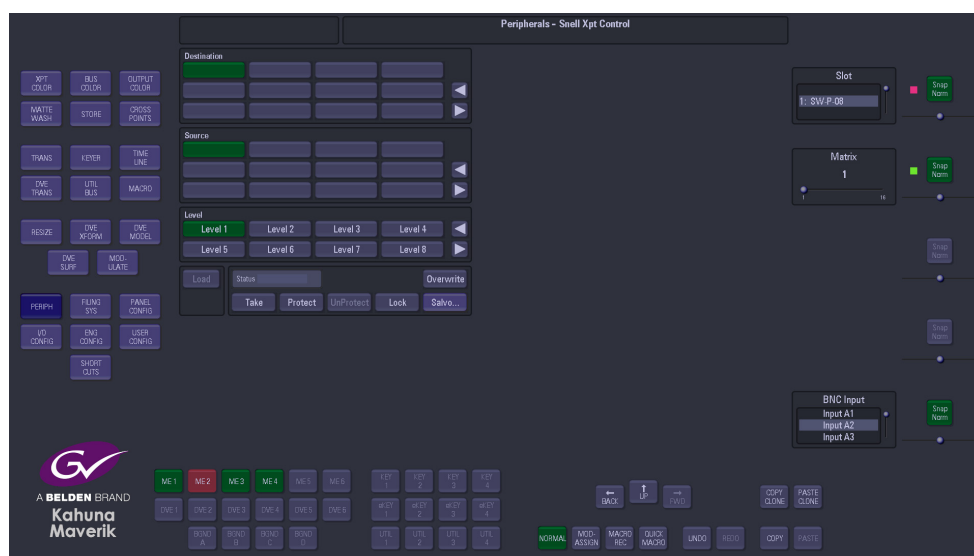 Peripherals - Snell Xpt Control
Destination
Source
Level
Level 1 Level 2 Level 3 Level 4
Level 5 Level 6 Level 7 Level 8
Load Status Overwrite
Take Protect UnProtect Lock Salvo...
XPT COLOR
BUS COLOR
OUTPUT COLOR
MATTE WASH
STORE
CROSS POINTS
TRANS
KEYER
TIME LINE
DVE TRANS
UTIL BUS
MACRO
RESIZE
DVE XFORM
DVE MODEL
DVE SURF
MOD- ULATE
PERIPH
FILING SYS
PANEL CONFIG
I/O CONFIG
ENG CONFIG
USER CONFIG
SHORT CUTS
Slot
1: SW-P-08
Snap Norm
Matrix
1
1 16
Snap Norm
Snap Norm
Snap Norm
BNC Input
Input A1
Input A2
Input A3
Snap Norm
GV
A BELDEN BRAND
Kahuna
Maverik
ME 1 ME 2 ME 3 ME 4 ME 5 ME 6
DVE 1 DVE 2 DVE 3 DVE 4 DVE 5 DVE 6
BGND A BGND B BGND C BGND D
KEY 1 KEY 2 KEY 3 KEY 4
UTIL 1 UTIL 2 UTIL 3 UTIL 4
BACK UP FWD
COPY CLONE PASTE CLONE
NORMAL MOD- ASSIGN MACRO REC QUICK MACRO UNDO REDO COPY PASTE